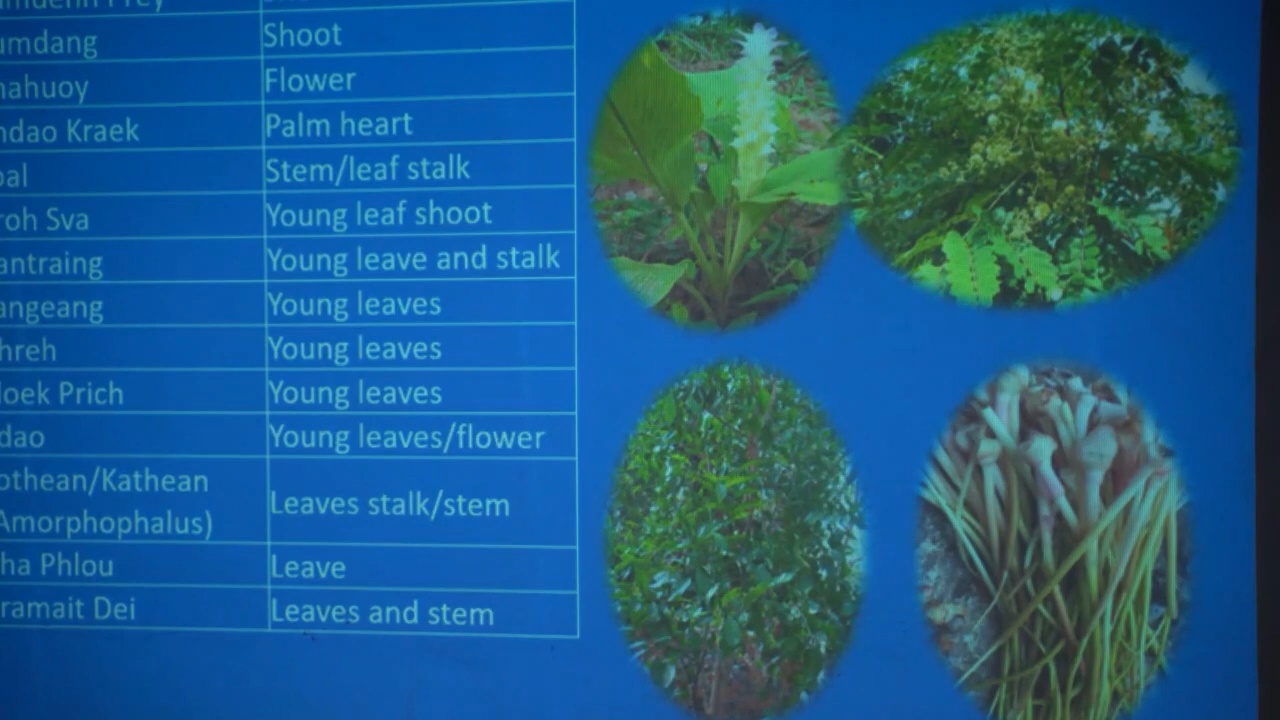 umdang Shoot
ahuoy Flower
ndao Kraek Palm heart
oal Stem/leaf stalk
roh Sva Young leaf shoot
antraing Young leave and stalk
angeang Young leaves
hreh Young leaves
loek Prich Young leaves
dao Young leaves/flower
othean/Kathean
Amorphophalus) Leaves stalk/stem
ha Phlou Leave
ramait Dei Leaves and stem